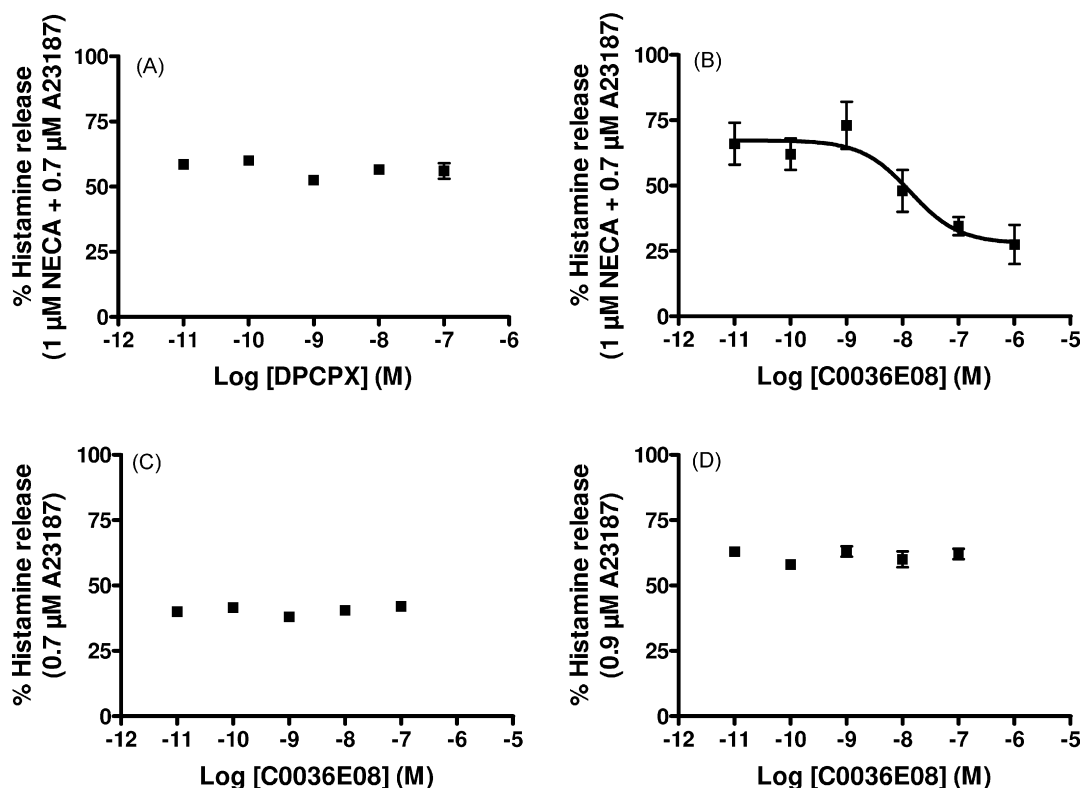 (A)
% Histamine release
(1 µM NECA + 0.7 µM A23187)
100
75
50
25
0
-12 -11 -10 -9 -8 -7 -6
Log [DPCPX] (M)
(B)
% Histamine release
(1 µM NECA + 0.7 µM A23187)
100
75
50
25
0
-12 -11 -10 -9 -8 -7 -6 -5
Log [C0036E08] (M)
(C)
% Histamine release
(0.7 µM A23187)
100
75
50
25
0
-12 -11 -10 -9 -8 -7 -6 -5
Log [C0036E08] (M)
(D)
% Histamine release
(0.9 µM A23187)
100
75
50
25
0
-12 -11 -10 -9 -8 -7 -6 -5
Log [C0036E08] (M)